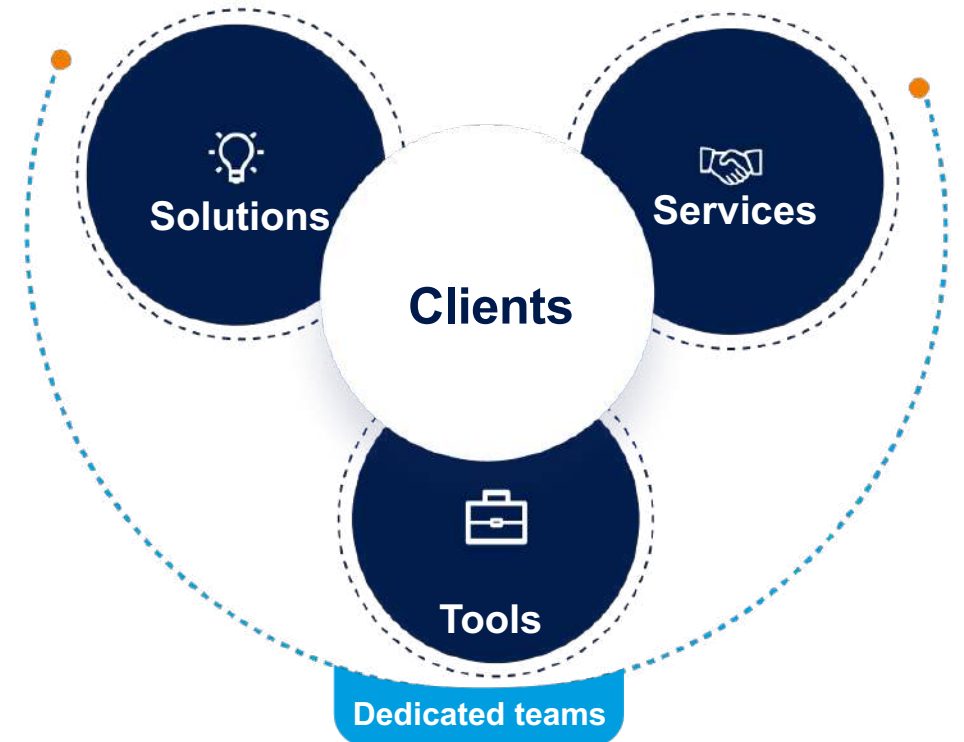 Solutions
Services
Clients
Tools
Dedicated teams